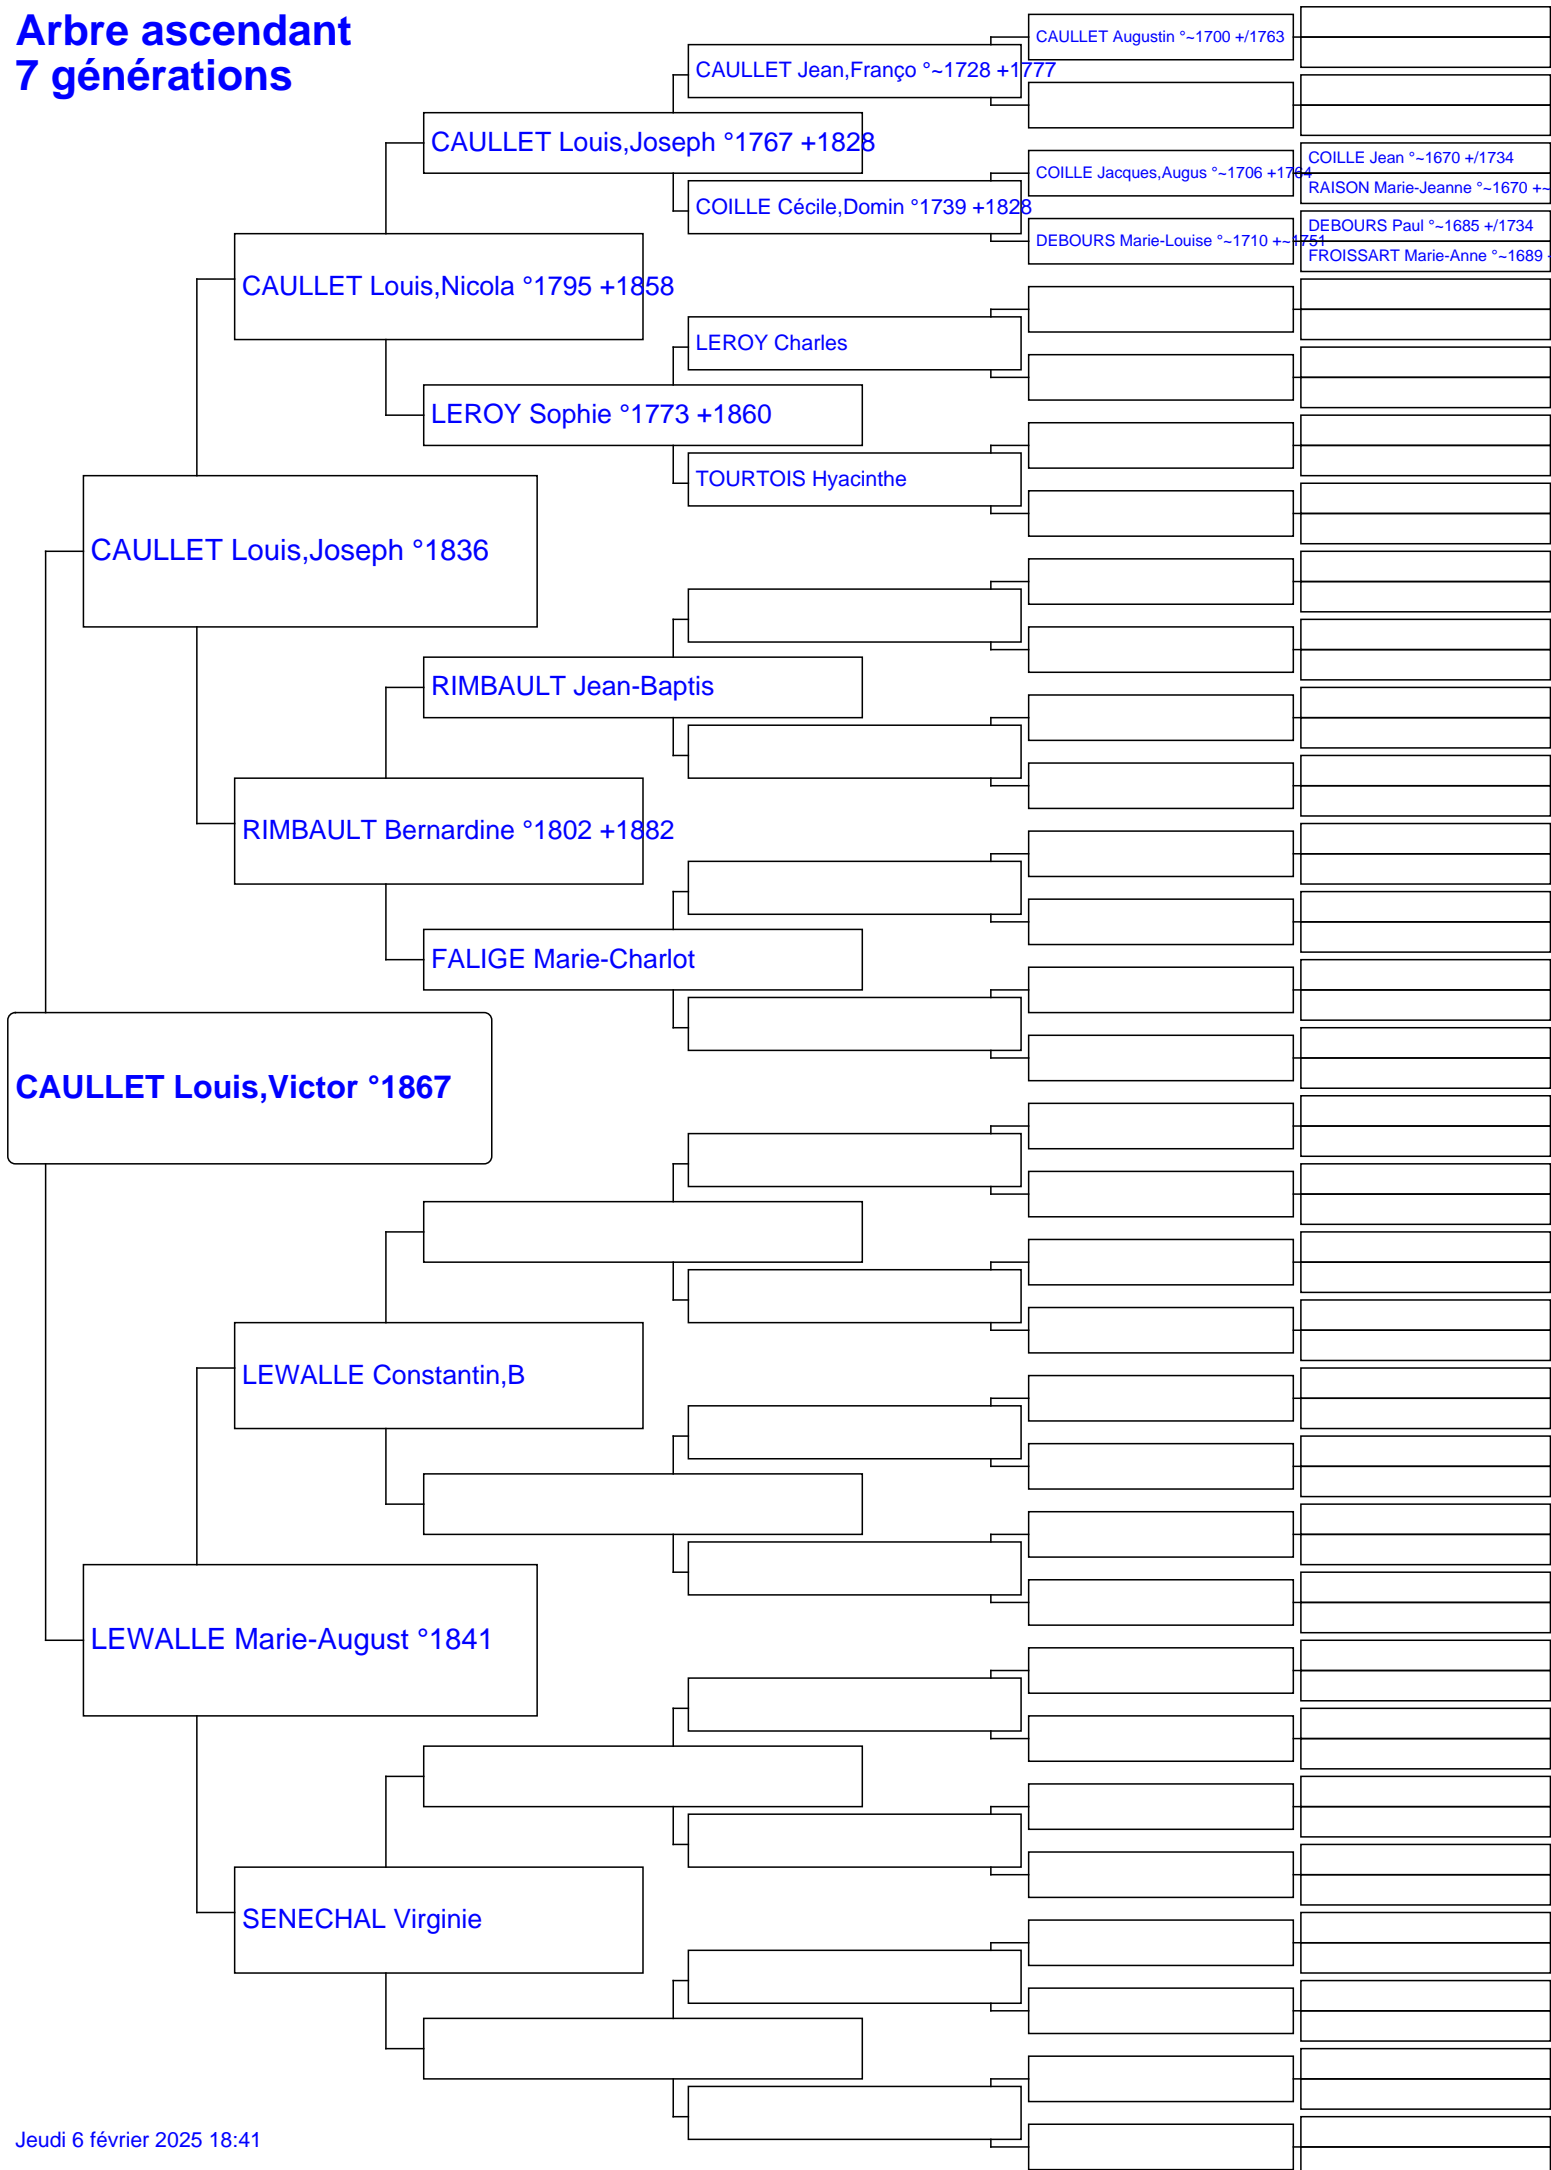 Arbre ascendant
7 générations
CAULLET Augustin °~1700 +/1763
CAULLET Jean,Franço °~1728 +1777
CAULLET Louis,Joseph °1767 +1828
COILLE Jean °~1670 +/1734
COILLE Jacques,Augus °~1706 +1764
RAISON Marie-Jeanne °~1670 +~
COILLE Cécile,Domin °1739 +1828
DEBOURS Paul °~1685 +/1734
DEBOURS Marie-Louise °~1710 +~1751
FROISSART Marie-Anne °~1689
CAULLET Louis,Nicola °1795 +1858
LEROY Charles
LEROY Sophie °1773 +1860
TOURTOIS Hyacinthe
CAULLET Louis,Joseph °1836
RIMBAULT Jean-Baptis
RIMBAULT Bernardine °1802 +1882
FALIGE Marie-Charlot
CAULLET Louis,Victor °1867
LEWALLE Constantin,B
LEWALLE Marie-August °1841
SENECHAL Virginie
Jeudi 6 février 2025 18:41